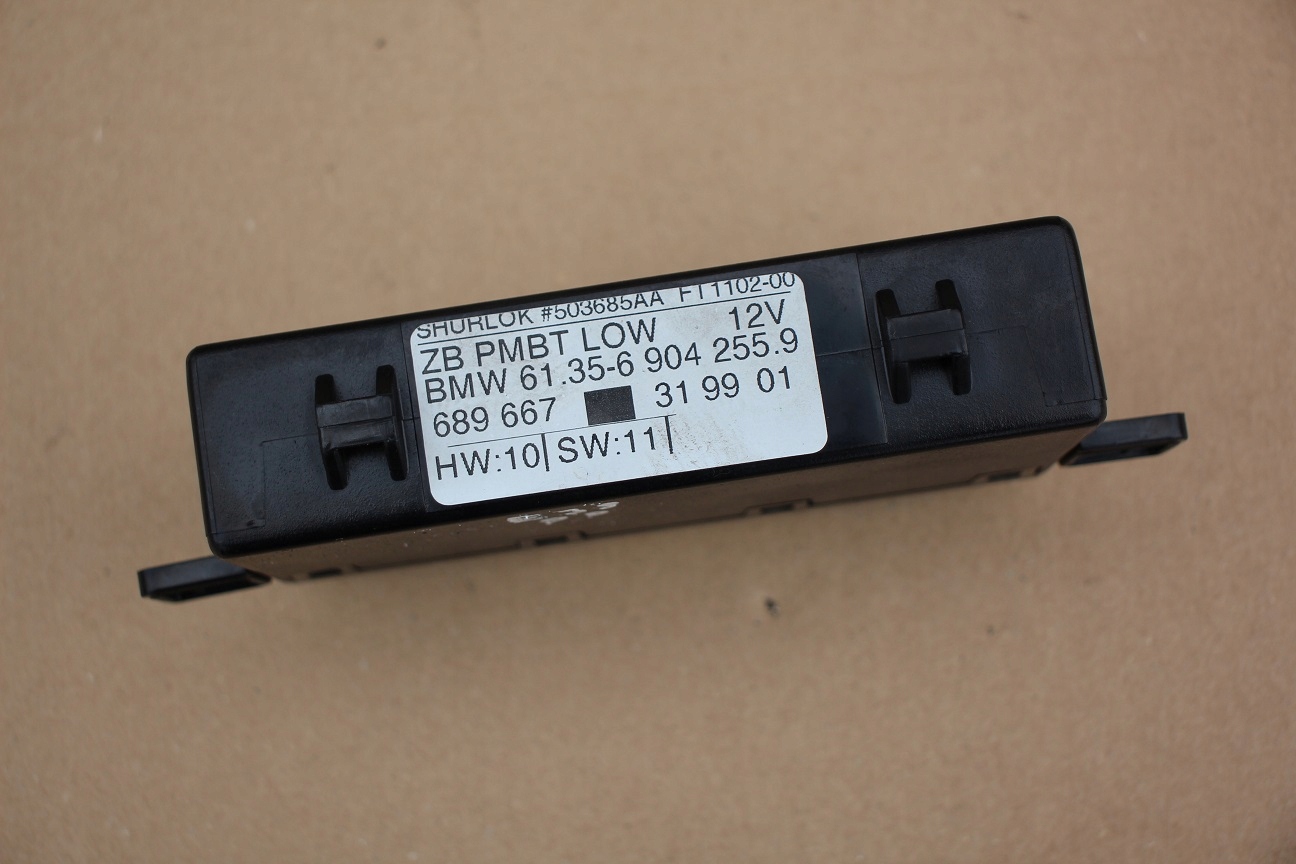 SHURLOK #503685AA FT1102-00
ZB PMBT LOW 12V
BMW 61.35-6 904 255.9
689 667 31 99 01
HW:10| SW:11|